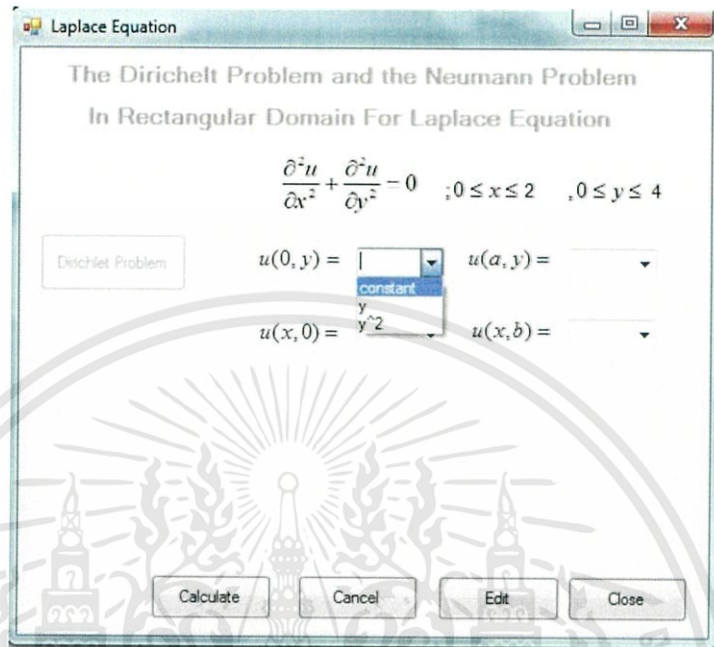 Laplace Equation
The Dirichelt Problem and the Neumann Problem
In Rectangular Domain For Laplace Equation
∂²u/∂x² + ∂²u/∂y² = 0 ;0 ≤ x ≤ 2 ,0 ≤ y ≤ 4
Dirichlet Problem
u(0, y) = u(a, y) =
constant
y
y^2
u(x, 0) = u(x, b) =
Calculate Cancel Edit Close